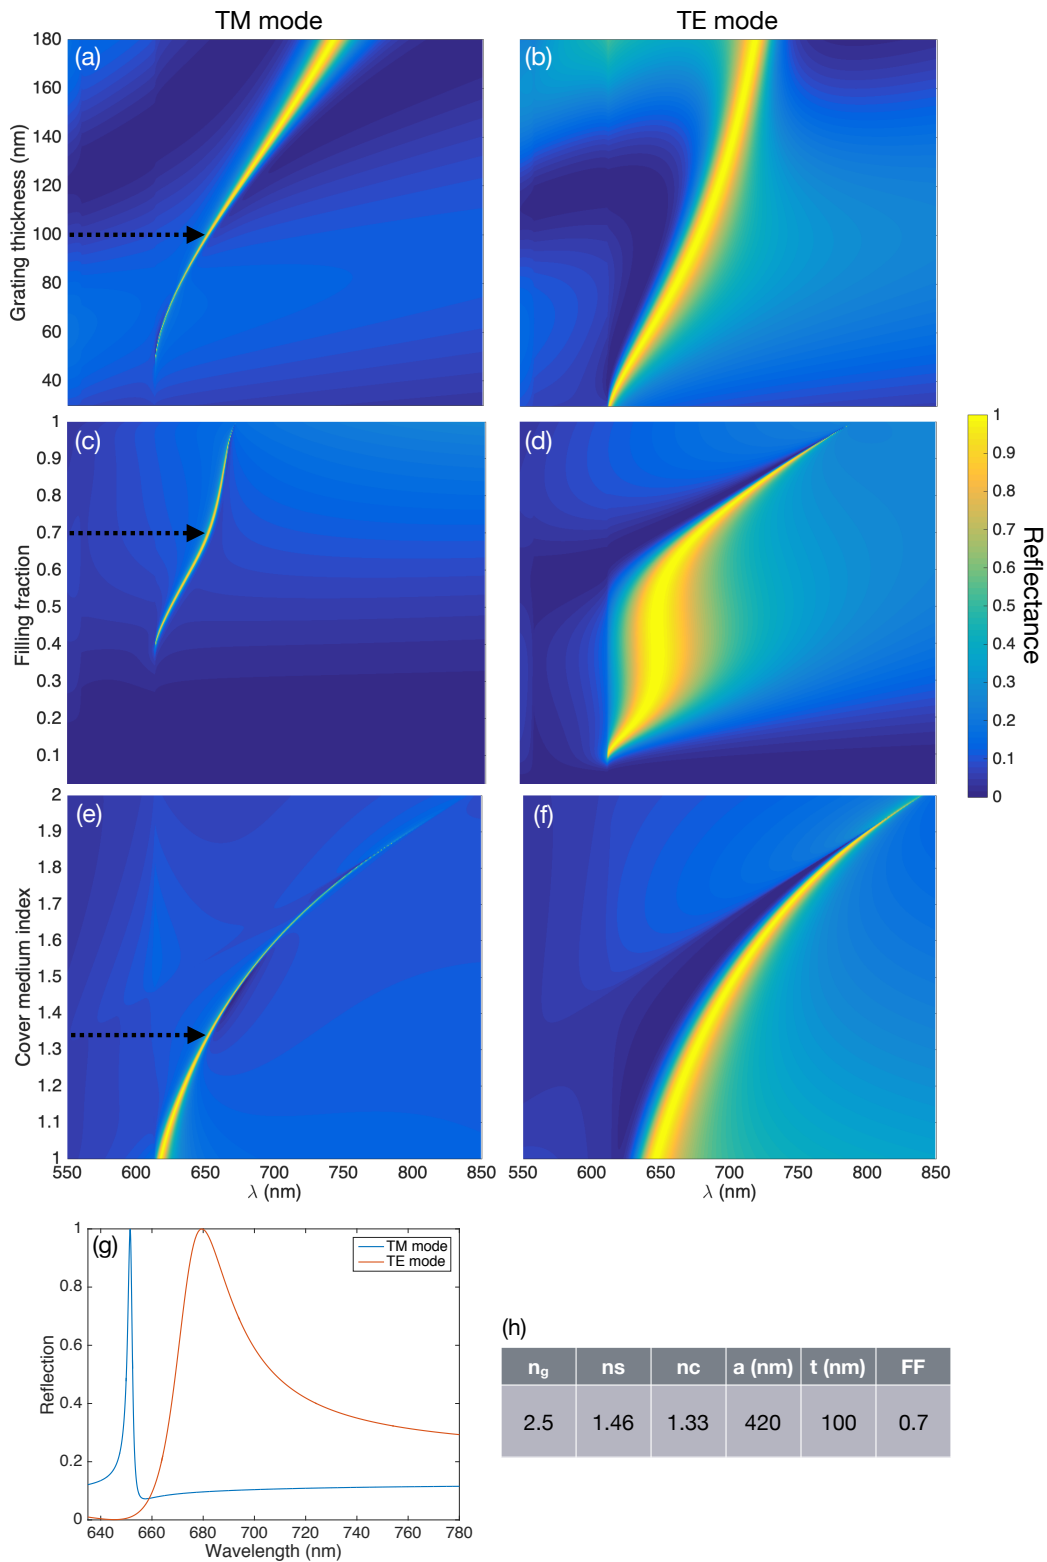 TM mode
TE mode
(a)
(b)
Grating thickness (nm)
180
160
140
120
100
80
60
40
(c)
(d)
Filling fraction
1
0.9
0.8
0.7
0.6
0.5
0.4
0.3
0.2
0.1
(e)
(f)
Cover medium index
2
1.9
1.8
1.7
1.6
1.5
1.4
1.3
1.2
1.1
1
550 600 650 700 750 800 850
λ (nm)
600 650 700 750 800 850
λ (nm)
1
0.9
0.8
0.7
0.6
0.5
0.4
0.3
0.2
0.1
0
Reflectance
(g)
TM mode
TE mode
Reflection
1
0.8
0.6
0.4
0.2
0
640 660 680 700 720 740 760 780
Wavelength (nm)
(h)
ng ns nc a (nm) t (nm) FF
2.5 1.46 1.33 420 100 0.7